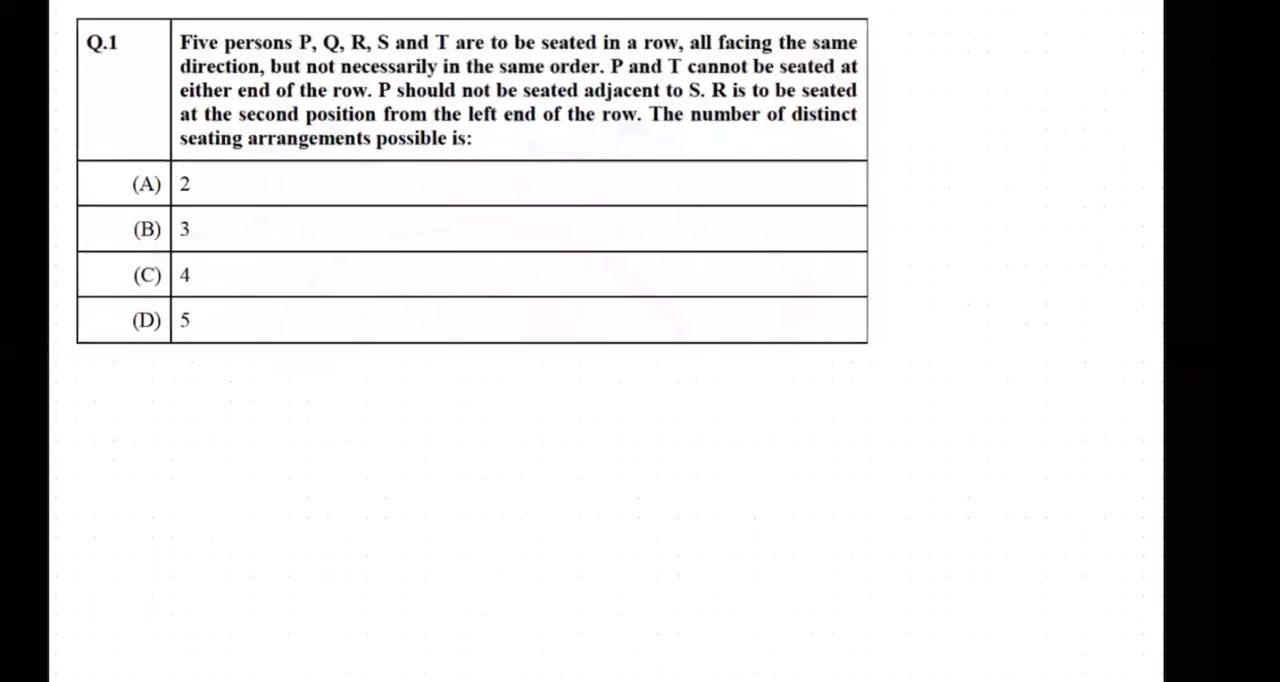 Q.1
Five persons P, Q, R, S and T are to be seated in a row, all facing the same
direction, but not necessarily in the same order. P and T cannot be seated at
either end of the row. P should not be seated adjacent to S. R is to be seated
at the second position from the left end of the row. The number of distinct
seating arrangements possible is:
(A) 2
(B) 3
(C) 4
(D) 5